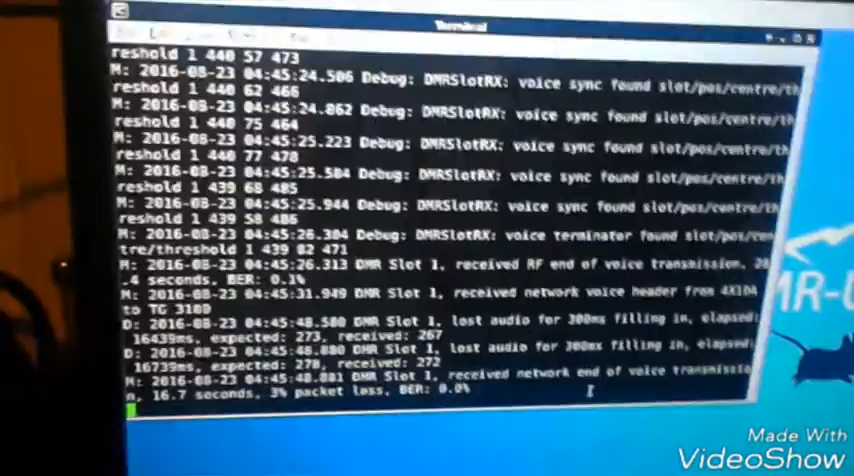 Terminal
reshold 1 440 57 473
M: 2016-08-23 04:45:24.506 Debug: DMRSlotRX: voice sync found slot/pos/centre/th
reshold 1 440 62 466
M: 2016-08-23 04:45:24.862 Debug: DMRSlotRX: voice sync found slot/pos/centre/th
reshold 1 440 75 464
M: 2016-08-23 04:45:25.223 Debug: DMRSlotRX: voice sync found slot/pos/centre/th
reshold 1 440 77 478
M: 2016-08-23 04:45:25.584 Debug: DMRSlotRX: voice sync found slot/pos/centre/th
reshold 1 439 68 485
M: 2016-08-23 04:45:25.944 Debug: DMRSlotRX: voice sync found slot/pos/centre/th
reshold 1 439 58 486
M: 2016-08-23 04:45:26.304 Debug: DMRSlotRX: voice terminator found slot/pos/cen
tre/threshold 1 439 82 471
M: 2016-08-23 04:45:26.313 DMR Slot 1, received RF end of voice transmission, 20
.4 seconds, BER: 0.1%
M: 2016-08-23 04:45:31.949 DMR Slot 1, received network voice header from 4X1DA
to TG 3180
D: 2016-08-23 04:45:48.580 DMR Slot 1, lost audio for 300ms filling in, elapsed:
16439ms, expected: 273, received: 267
D: 2016-08-23 04:45:48.880 DMR Slot 1, lost audio for 300ms filling in, elapsed:
16739ms, expected: 278, received: 272
M: 2016-08-23 04:45:48.881 DMR Slot 1, received network end of voice transmissio
n, 16.7 seconds, 3% packet loss, BER: 0.0%
MR-U
Made With
VideoShow